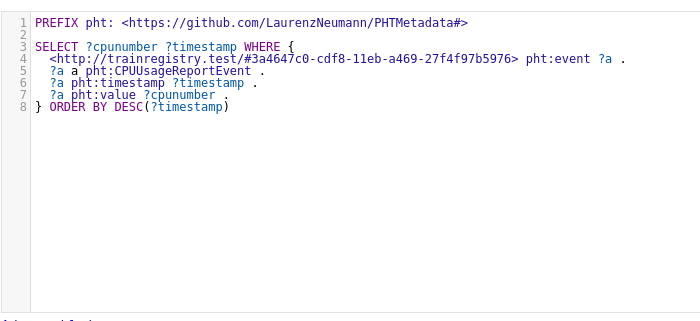 1 PREFIX pht: <https://github.com/LaurenzNeumann/PHTMetadata#>
2
3 SELECT ?cpunumber ?timestamp WHERE {
4   <http://trainregistry.test/#3a4647c0-cdf8-11eb-a469-27f4f97b5976> pht:event ?a .
5   ?a a pht:CPUUsageReportEvent .
6   ?a pht:timestamp ?timestamp .
7   ?a pht:value ?cpunumber .
8 } ORDER BY DESC(?timestamp)